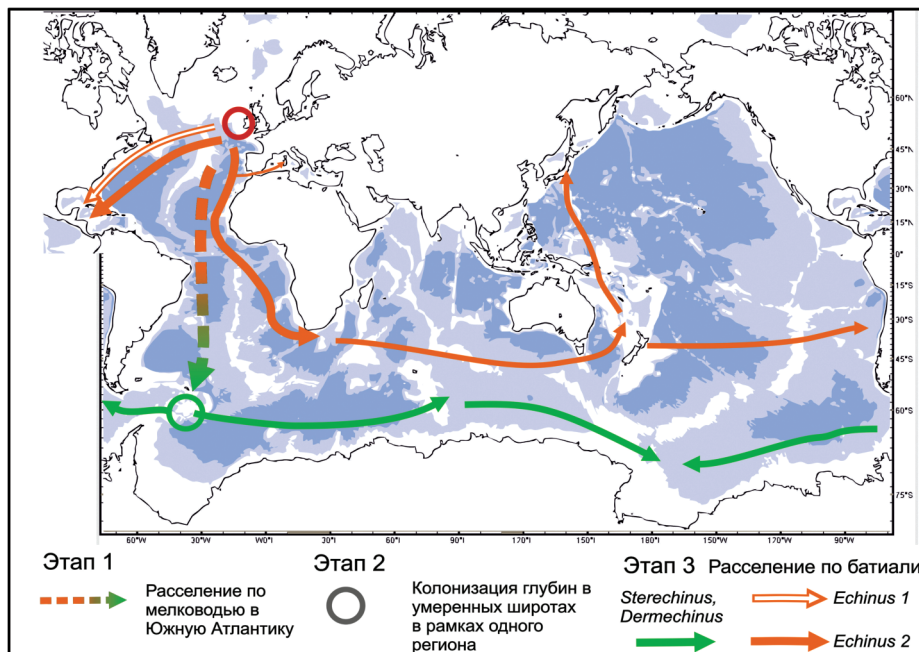 60°N
45°N
30°N
15°N
0°N
15°S
30°S
45°S
60°S
75°S
60°W
30°W
W0°E
30°E
60°E
90°E
120°E
150°E
180°
150°W
120°W
90°W
Этап 1
Расселение по
мелководью в
Южную Атлантику
Этап 2
Колонизация глубин в
умеренных широтах
в рамках одного
региона
Этап 3 Расселение по батиали
Sterechinus,
Dermechinus
Echinus 1
Echinus 2